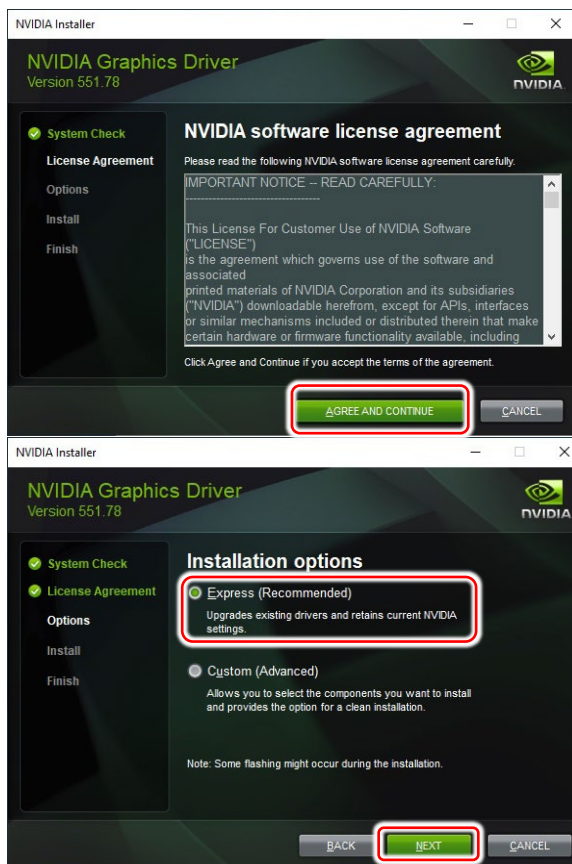 NVIDIA Installer
NVIDIA Graphics Driver
Version 551.78
NVIDIA
System Check
License Agreement
Options
Install
Finish
NVIDIA software license agreement
Please read the following NVIDIA software license agreement carefully.
IMPORTANT NOTICE -- READ CAREFULLY:
-----------------------------------
This License For Customer Use of NVIDIA Software
("LICENSE")
is the agreement which governs use of the software and
associated
printed materials of NVIDIA Corporation and its subsidiaries
("NVIDIA") downloadable herefrom, except for APIs, interfaces
or similar mechanisms included or distributed therein that make
certain hardware or firmware functionality available, including
Click Agree and Continue if you accept the terms of the agreement.
AGREE AND CONTINUE
CANCEL
NVIDIA Installer
NVIDIA Graphics Driver
Version 551.78
NVIDIA
System Check
License Agreement
Options
Install
Finish
Installation options
Express (Recommended)
Upgrades existing drivers and retains current NVIDIA
settings.
Custom (Advanced)
Allows you to select the components you want to install
and provides the option for a clean installation.
Note: Some flashing might occur during the installation.
BACK
NEXT
CANCEL